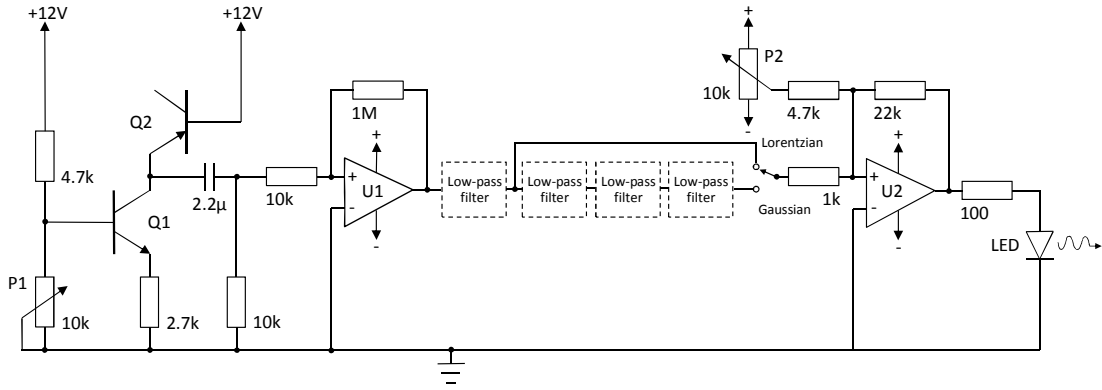 +12V
+12V
+
P2
10k
4.7k
22k
-
1M
Q2
4.7k
2.2µ
10k
+
+
U1
-
-
Low-pass
filter
Low-pass
filter
Low-pass
filter
Low-pass
filter
Lorentzian
Gaussian
1k
+
+
U2
-
-
100
LED
Q1
P1
10k
2.7k
10k